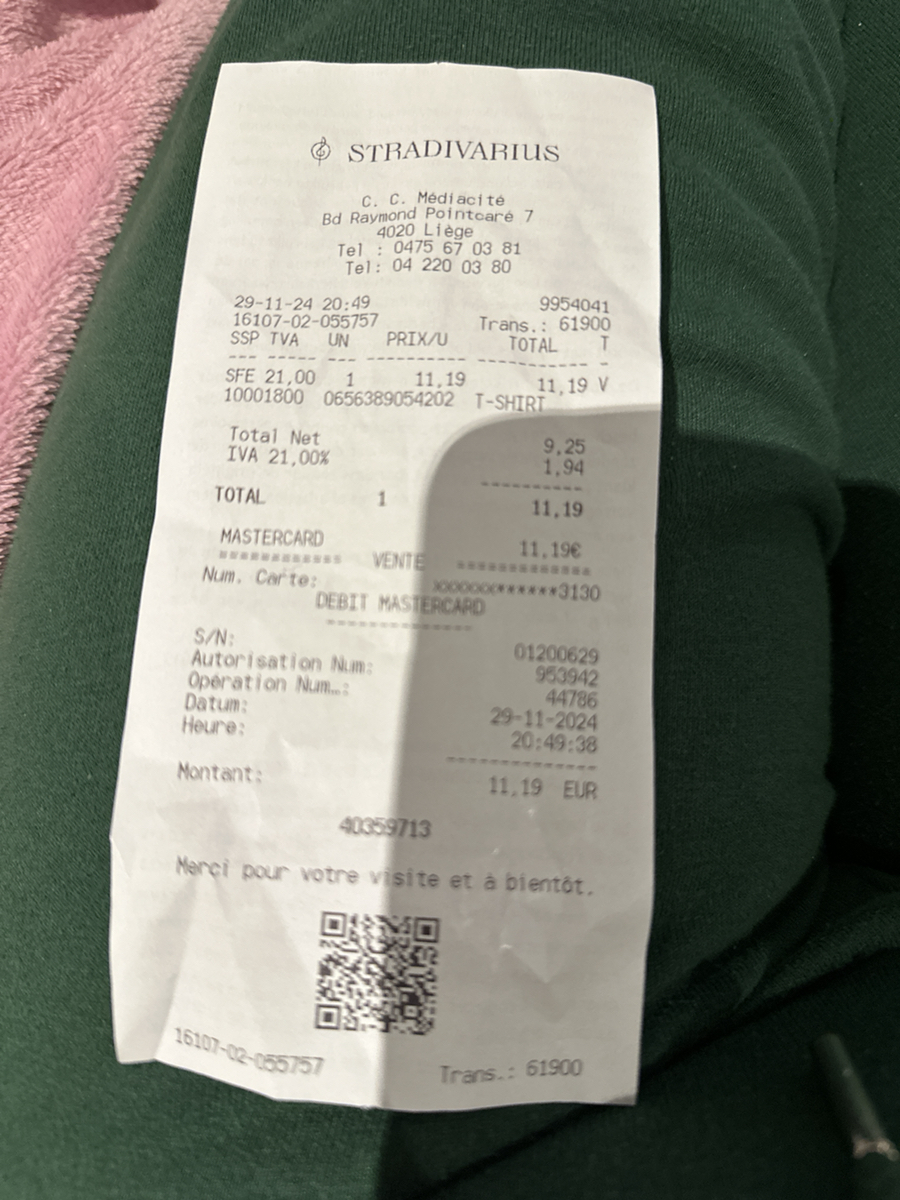 STRADIVARIUS
C. C. Médiacité
Bd Raymond Pointcaré 7
4020 Liège
Tel : 0475 67 03 81
Tel: 04 220 03 80
29-11-24 20:49 9954041
16107-02-055757 Trans.: 61900
SSP TVA UN PRIX/U TOTAL T
--- ----- --- ---------- ------------- -
SFE 21,00 1 11,19 11,19 V
10001800 0656389054202 T-SHIRT
Total Net 9,25
IVA 21,00% 1,94
----------
TOTAL 1 11,19
MASTERCARD 11,19€
============ VENTE =============
Num. Carte: ************3130
DEBIT MASTERCARD
--------------
S/N: 01200629
Autorisation Num: 953942
Opération Num…: 44786
Datum: 29-11-2024
Heure: 20:49:38
--------------
Montant: 11,19 EUR
40359713
Merci pour votre visite et à bientôt.
16107-02-055757 Trans.: 61900